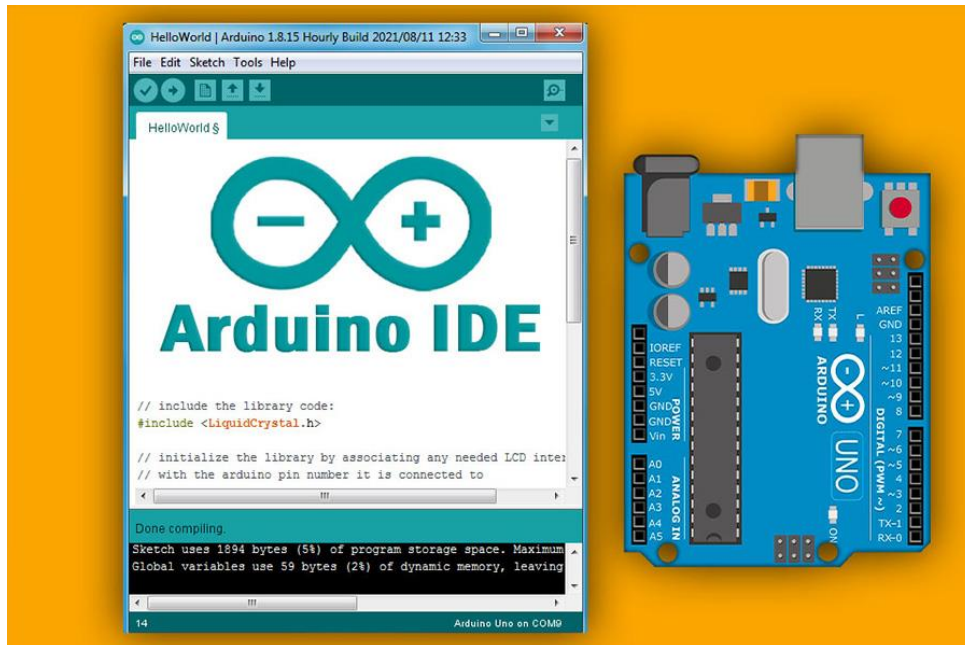 HelloWorld | Arduino 1.8.15 Hourly Build 2021/08/11 12:33
File Edit Sketch Tools Help
HelloWorld §
Arduino IDE
// include the library code:
#include <LiquidCrystal.h>
// initialize the library by associating any needed LCD inter
// with the arduino pin number it is connected to
Done compiling.
Sketch uses 1894 bytes (5%) of program storage space. Maximum
Global variables use 59 bytes (2%) of dynamic memory, leaving
14
Arduino Uno on COM9
RX
TX
L
IOREF
RESET
3.3V
5V
GND
GND
Vin
POWER
A0
A1
A2
A3
A4
A5
ANALOG IN
ARDUINO
UNO
ON
AREF
GND
13
12
~11
~10
~9
8
7
~6
~5
4
~3
2
TX-1
RX-0
DIGITAL (PWM ~)